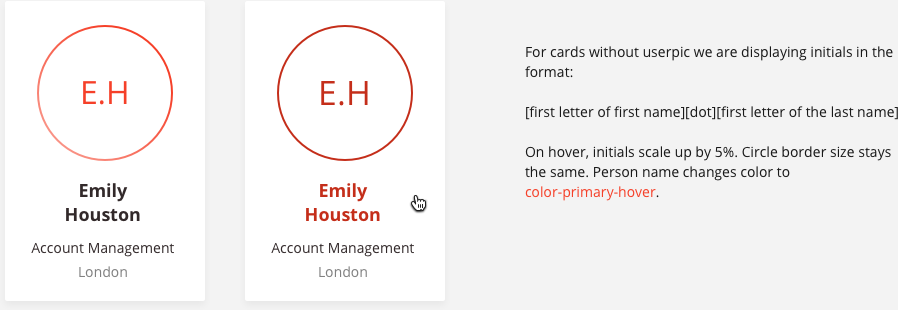 E.H
Emily
Houston
Account Management
London
E.H
Emily
Houston
Account Management
London
For cards without userpic we are displaying initials in the
format:
[first letter of first name][dot][first letter of the last name]
On hover, initials scale up by 5%. Circle border size stays
the same. Person name changes color to
color-primary-hover.